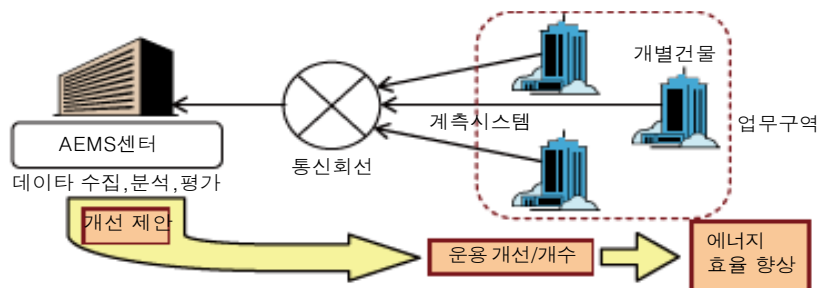 개별건물
계측시스템
업무구역
AEMS센터
통신회선
데이타 수집,분석,평가
개선 제안
운용 개선/개수
에너지
효율 향상